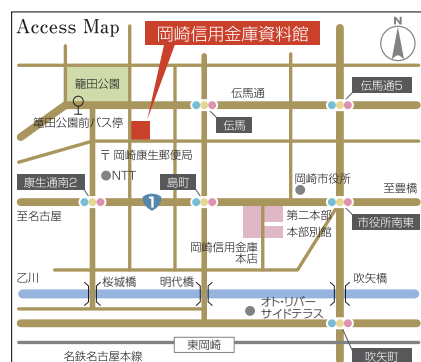 Access Map
岡崎信用金庫資料館
N
籠田公園
伝馬通
伝馬通5
籠田公園前バス停
伝馬
〒岡崎康生郵便局
NTT
岡崎市役所
康生通南2
島町
至豊橋
1
至名古屋
第二本部
本部別館
市役所南東
岡崎信用金庫
本店
乙川
桜城橋
明代橋
吹矢橋
オト・リバー
サイドテラス
東岡崎
吹矢町
名鉄名古屋本線